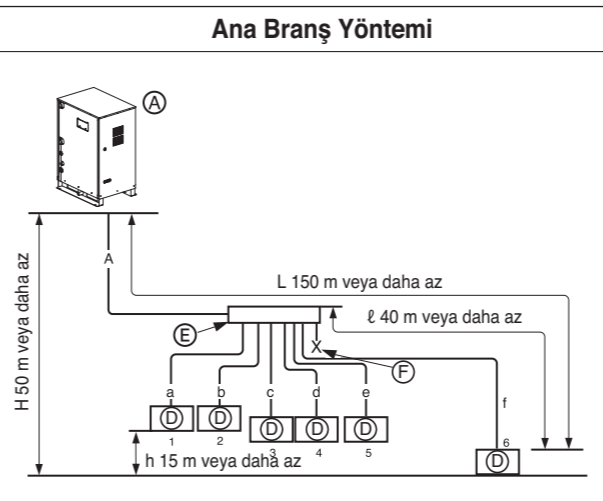 Ana Branş Yöntemi
A
A
H 50 m veya daha az
L 150 m veya daha az
ℓ 40 m veya daha az
E
X
F
a
b
c
d
e
f
D
D
D
D
D
D
1
2
3
4
5
6
h 15 m veya daha az